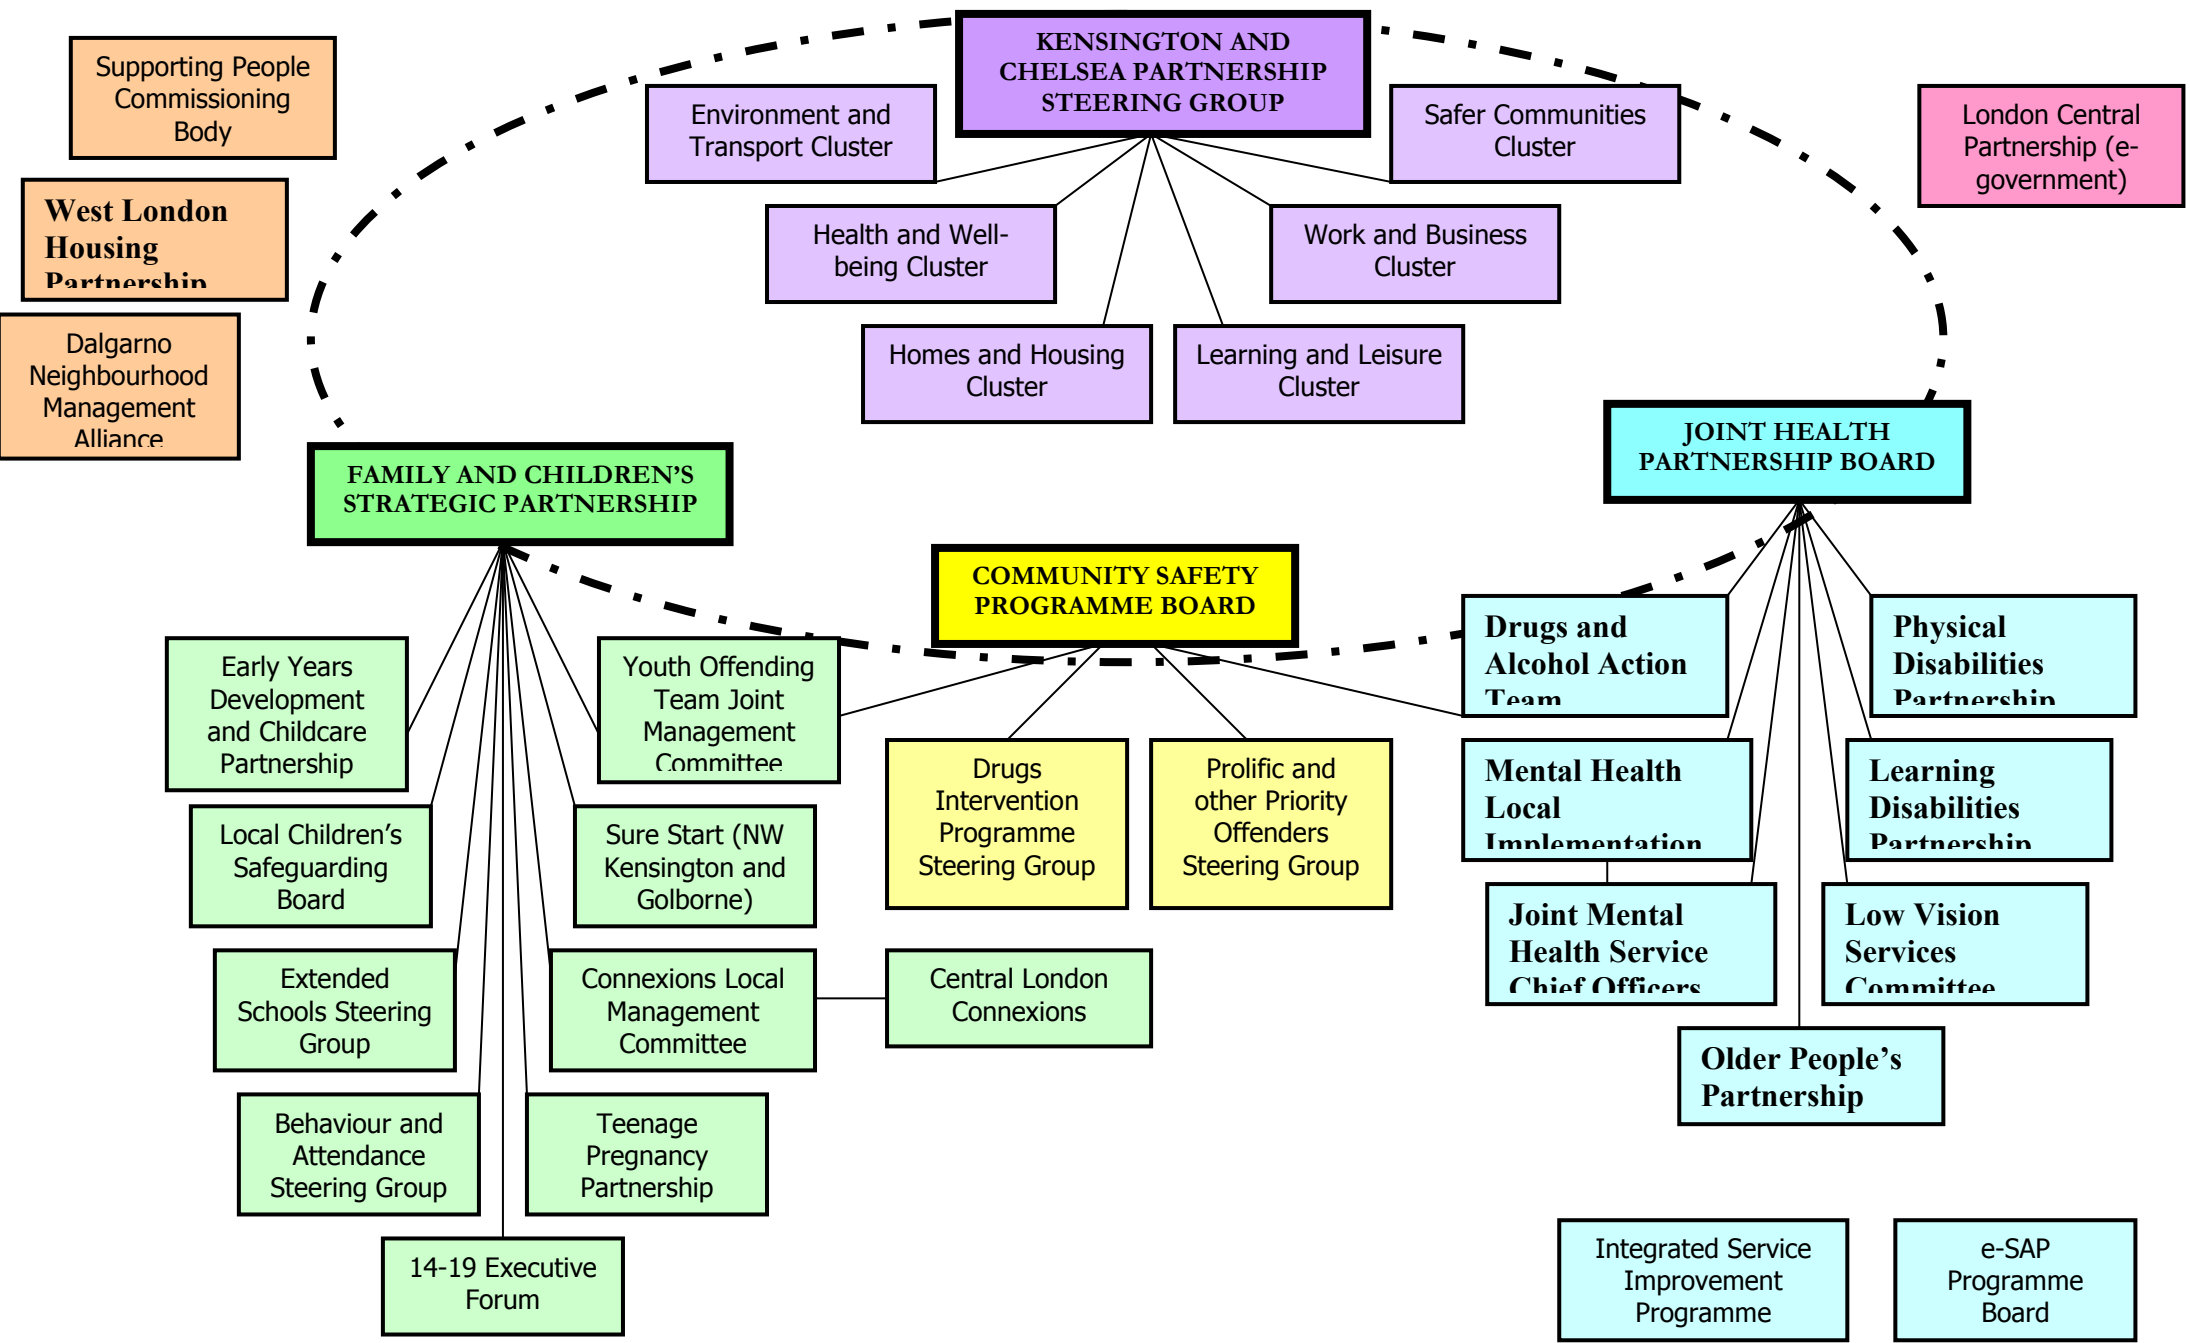 KENSINGTON AND
CHELSEA PARTNERSHIP
STEERING GROUP
Supporting People
Commissioning
Body
Environment and
Transport Cluster
Safer Communities
Cluster
London Central
Partnership (e-
government)
West London
Housing
Partnership
Health and Well-
being Cluster
Work and Business
Cluster
Dalgarno
Neighbourhood
Management
Alliance
Homes and Housing
Cluster
Learning and Leisure
Cluster
JOINT HEALTH
PARTNERSHIP BOARD
FAMILY AND CHILDREN’S
STRATEGIC PARTNERSHIP
COMMUNITY SAFETY
PROGRAMME BOARD
Early Years
Development
and Childcare
Partnership
Youth Offending
Team Joint
Management
Committee
Drugs and
Alcohol Action
Team
Physical
Disabilities
Partnership
Drugs
Intervention
Programme
Steering Group
Prolific and
other Priority
Offenders
Steering Group
Mental Health
Local
Implementation
Learning
Disabilities
Partnership
Local Children’s
Safeguarding
Board
Sure Start (NW
Kensington and
Golborne)
Joint Mental
Health Service
Chief Officers
Low Vision
Services
Committee
Extended
Schools Steering
Group
Connexions Local
Management
Committee
Central London
Connexions
Older People’s
Partnership
Behaviour and
Attendance
Steering Group
Teenage
Pregnancy
Partnership
14-19 Executive
Forum
Integrated Service
Improvement
Programme
e-SAP
Programme
Board